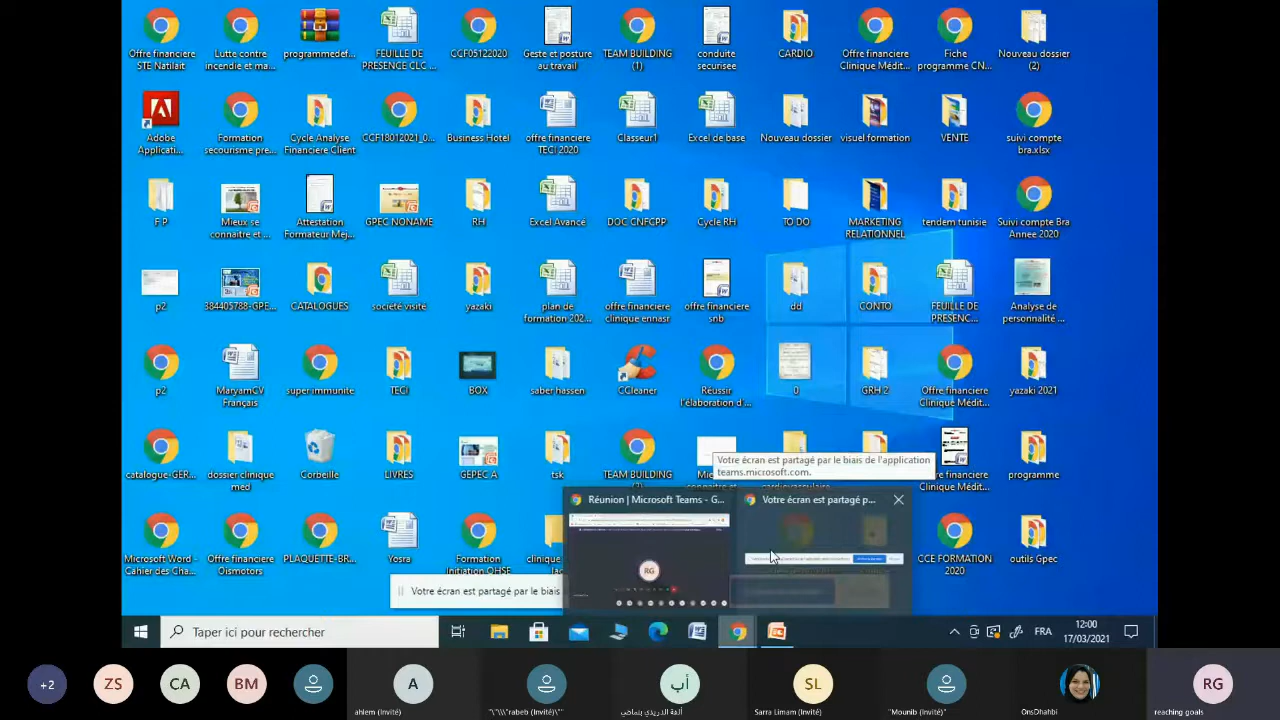 Offre financiere
STE Natilait
Lutte contre
incendie et ma...
programmedef...
FEUILLE DE
PRESENCE CLC ...
CCF05122020
Geste et posture
au travail
TEAM BUILDING
(1)
conduite
securisee
CARDIO
Offre financiere
Clinique Médit...
Fiche
programme CN...
Nouveau dossier
(2)
Adobe
Applicati...
Formation
secourisme pre...
Cycle Analyse
Financiere Client
CCF18012021_0...
Business Hotel
offre financiere
TECI 2020
Classeur1
Excel de base
Nouveau dossier
visuel formation
VENTE
suivi compte
bra.xlsx
F P
Mieux se
connaitre et ...
Attestation
Formateur Mej...
GPEC NONAME
RH
Excel Avancé
DOC CNFCPP
Cycle RH
TO DO
MARKETING
RELATIONNEL
tendem tunisie
Suivi compte Bra
Annee 2020
p2
384405788-GPE...
CATALOGUES
société visite
yazaki
plan de
formation 202...
offre financiere
clinique ennasr
offre financiere
snb
dd
CONTO
FEUILLE DE
PRESENC...
Analyse de
personnalité ...
p2
MaryamCV
Français
super immunite
TECI
BOX
saber hassen
CCleaner
Réussir
l'élaboration d'...
0
GRH 2
Offre financiere
Clinique Médit...
yazaki 2021
catalogue-GER...
dossier clinique
med
Corbeille
LIVRES
GEPEC A
tsk
TEAM BUILDING
Votre écran est partagé par le biais de l'application
teams.microsoft.com.
programme
Clinique Médit...
Réunion | Microsoft Teams - G...
Votre écran est partagé p...
RG
Microsoft Word -
Cahier des Cha...
Offre financiere
Oismotors
PLAQUETTE-BR...
Yosra
Formation
Initiation QHSE
CCE FORMATION
2020
outils Gpec
Votre écran est partagé par le biais
Taper ici pour rechercher
FRA
12:00
17/03/2021
+2
ZS
CA
BM
A
أب
SL
RG
ahlem (Invité)
"\"\\\"rabeb (Invité)\""
ألفة الدريدي بنماضي
Sarra Limam (Invité)
"Mounib (Invité)"
OnsDhahbi
reaching goals